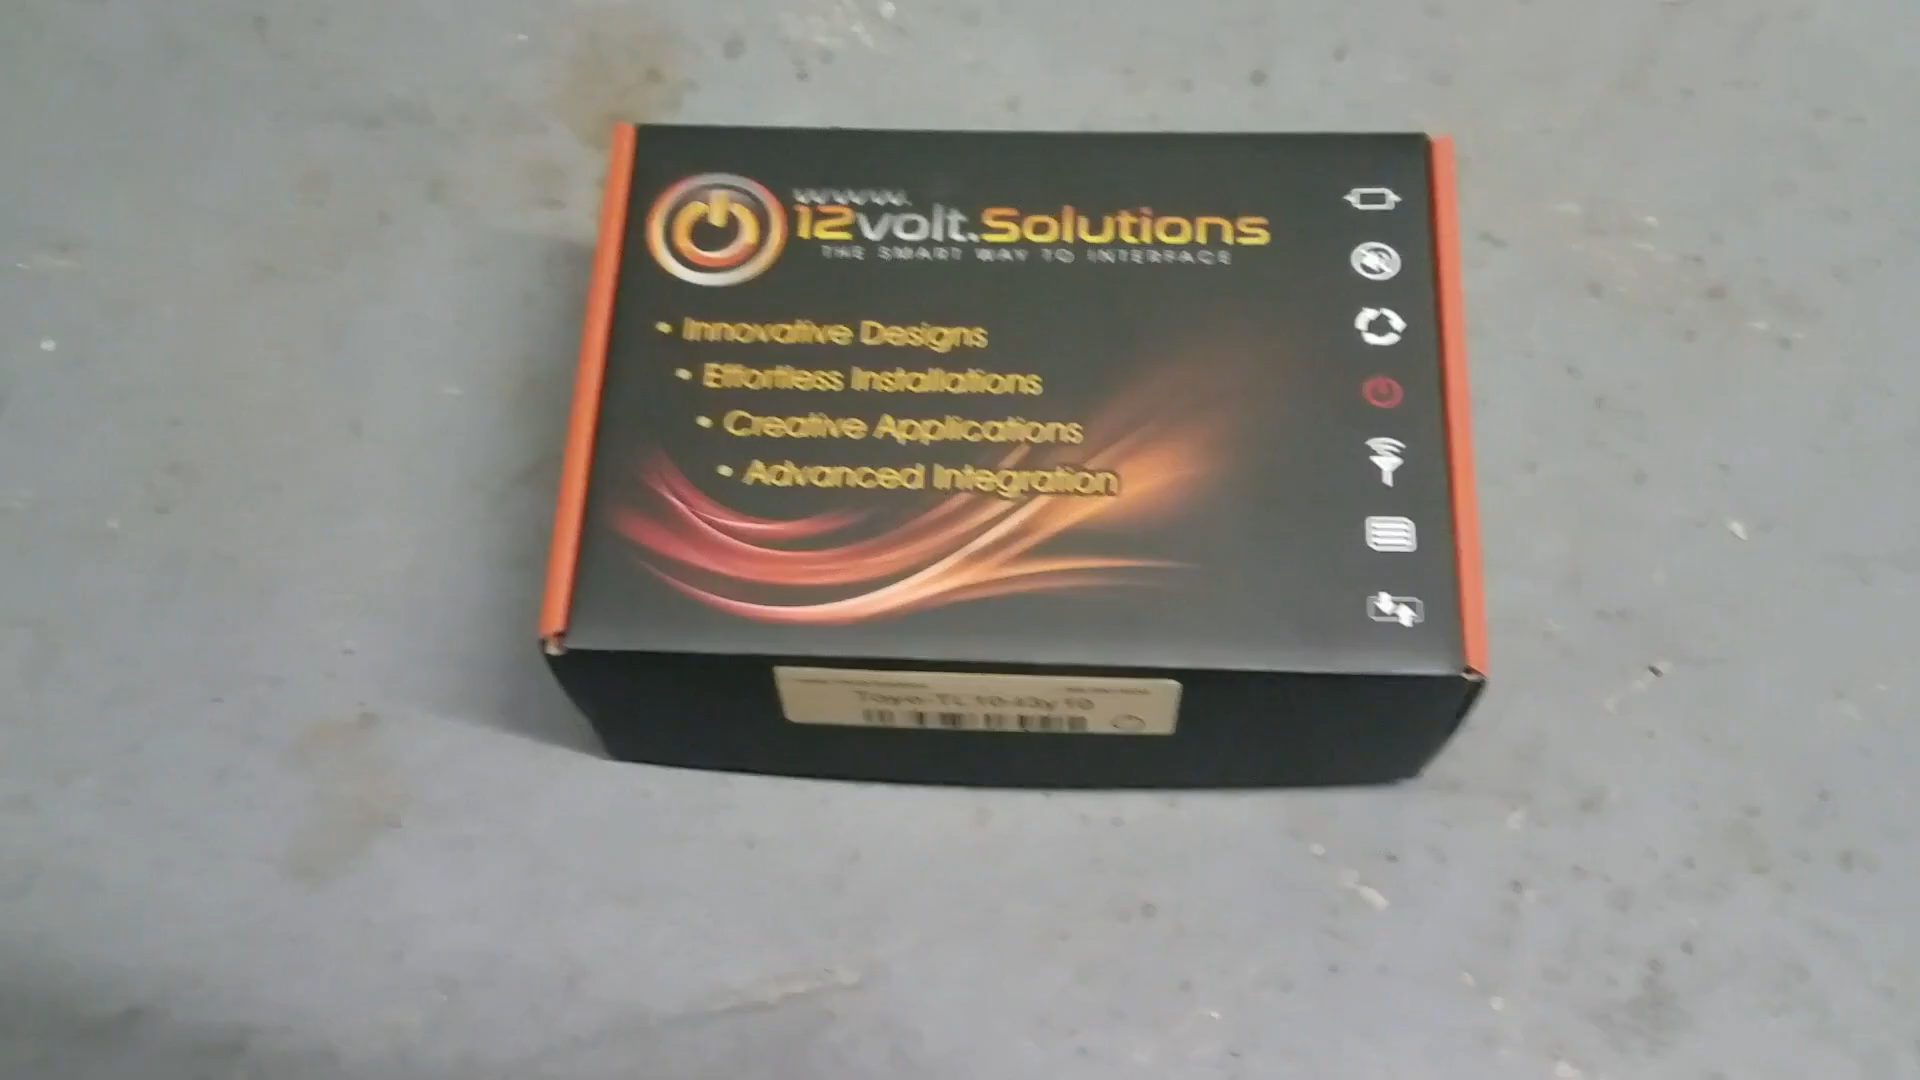 www.
12volt.Solutions
THE SMART WAY TO INTERFACE
• Innovative Designs
• Effortless Installations
• Creative Applications
• Advanced Integration